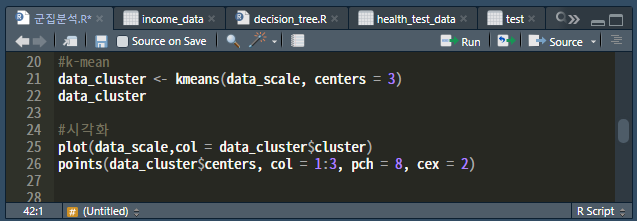 군집분석.R* income_data decision_tree.R health_test_data test
Source on Save Run Source
20 #k-mean
21 data_cluster <- kmeans(data_scale, centers = 3)
22 data_cluster
23
24 #시각화
25 plot(data_scale,col = data_cluster$cluster)
26 points(data_cluster$centers, col = 1:3, pch = 8, cex = 2)
27
28
42:1 # (Untitled) R Script